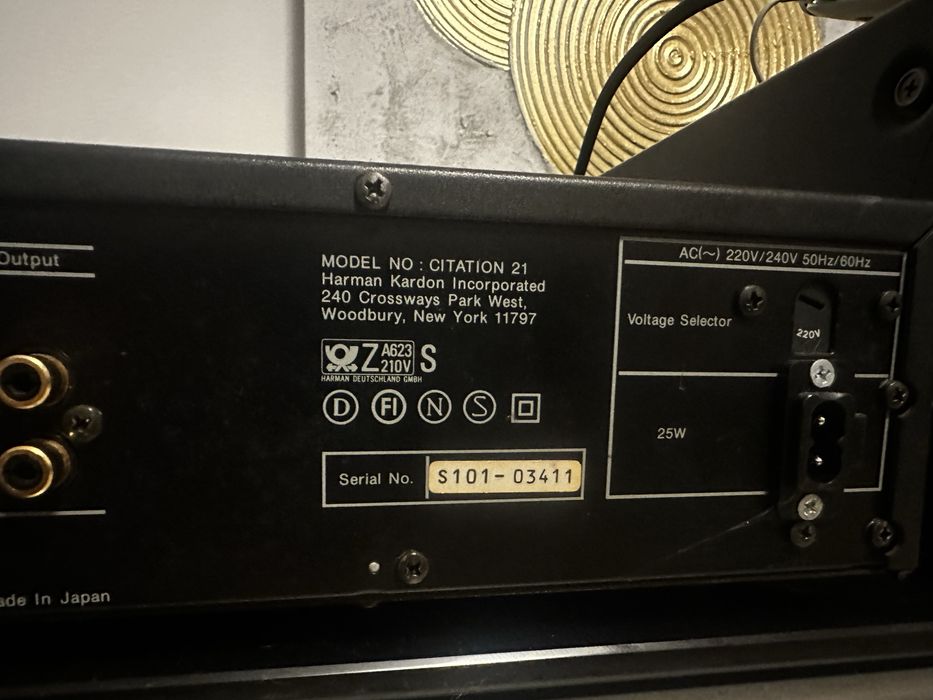 Output
MODEL NO : CITATION 21
Harman Kardon Incorporated
240 Crossways Park West,
Woodbury, New York 11797
Z A623 S
210V
HARMAN DEUTSCHLAND GMBH
D FI N S
Serial No. S101-03411
AC(~) 220V/240V 50Hz/60Hz
Voltage Selector
220V
25W
ade In Japan